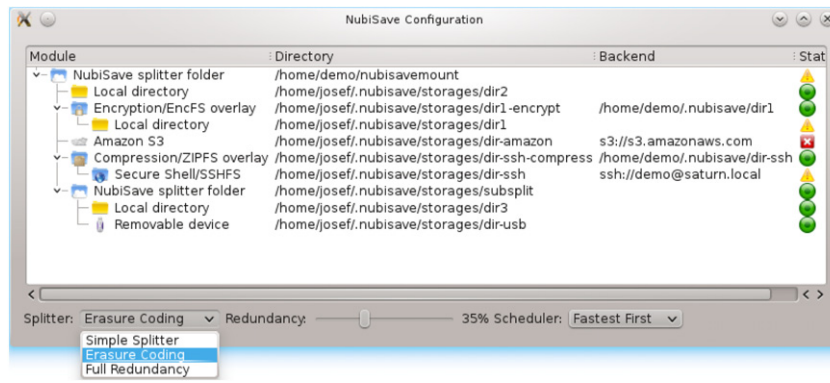 NubiSave Configuration
Module Directory Backend Stat
NubiSave splitter folder /home/demo/nubisavemount
Local directory /home/josef/.nubisave/storages/dir2
Encryption/EncFS overlay /home/josef/.nubisave/storages/dir1-encrypt /home/demo/.nubisave/dir1
Local directory /home/josef/.nubisave/storages/dir1
Amazon S3 /home/josef/.nubisave/storages/dir-amazon s3://s3.amazonaws.com
Compression/ZIPFS overlay /home/josef/.nubisave/storages/dir-ssh-compress /home/demo/.nubisave/dir-ssh
Secure Shell/SSHFS /home/josef/.nubisave/storages/dir-ssh ssh://demo@saturn.local
NubiSave splitter folder /home/josef/.nubisave/storages/subsplit
Local directory /home/josef/.nubisave/storages/dir3
Removable device /home/josef/.nubisave/storages/dir-usb
Splitter: Erasure Coding Redundancy: 35% Scheduler: Fastest First
Simple Splitter
Erasure Coding
Full Redundancy